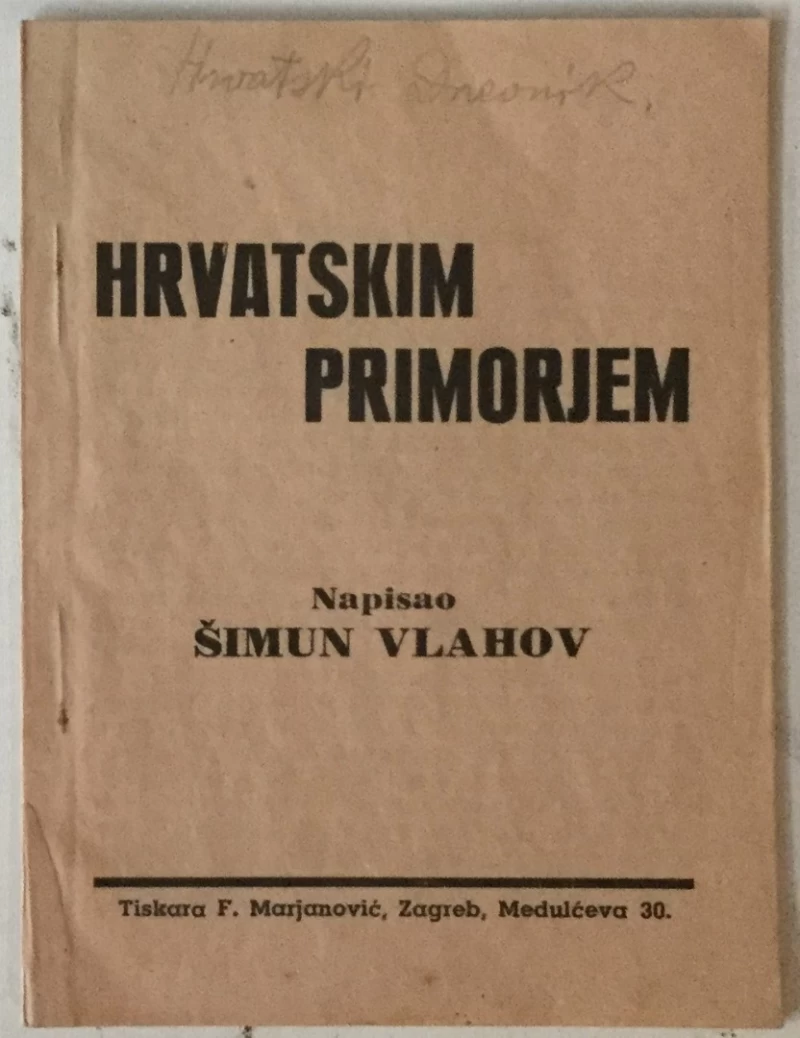 Hrvatski Dnevnik.
HRVATSKIM
PRIMORJEM
Napisao
ŠIMUN VLAHOV
Tiskara F. Marjanović, Zagreb, Medulćeva 30.